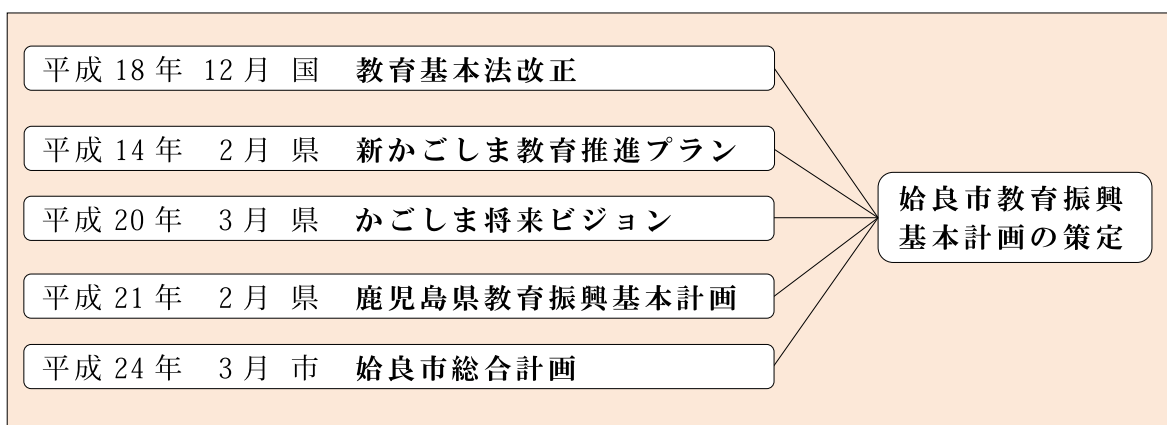 平成 18 年 12 月 国 教育基本法改正
平成 14 年 2 月 県 新かごしま教育推進プラン
平成 20 年 3 月 県 かごしま将来ビジョン
平成 21 年 2 月 県 鹿児島県教育振興基本計画
平成 24 年 3 月 市 姶良市総合計画
姶良市教育振興
基本計画の策定